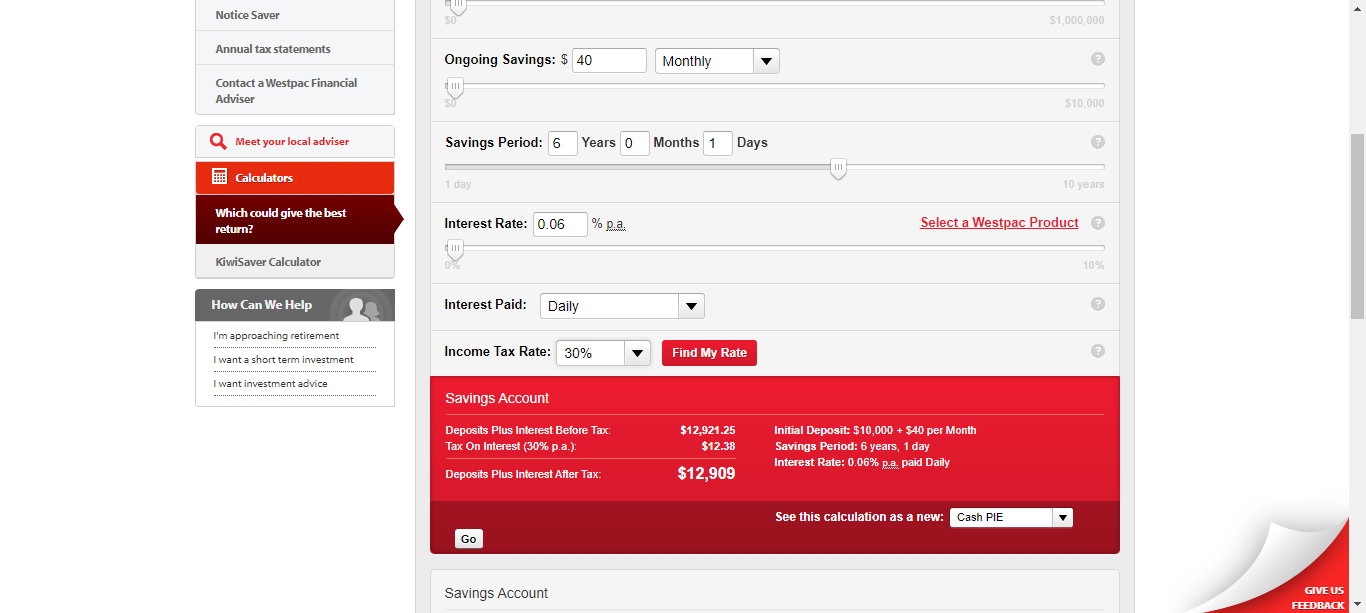 Notice Saver
Annual tax statements
Contact a Westpac Financial
Adviser
Meet your local adviser
Calculators
Which could give the best
return?
KiwiSaver Calculator
How Can We Help
I'm approaching retirement
I want a short term investment
I want investment advice
$0 $1,000,000
Ongoing Savings: $ 40 Monthly ?
$0 $10,000
Savings Period: 6 Years 0 Months 1 Days ?
1 day 10 years
Interest Rate: 0.06 % p.a. Select a Westpac Product ?
0% 10%
Interest Paid: Daily ?
Income Tax Rate: 30% Find My Rate ?
Savings Account
Deposits Plus Interest Before Tax: $12,921.25
Tax On Interest (30% p.a.): $12.38
Deposits Plus Interest After Tax: $12,909
Initial Deposit: $10,000 + $40 per Month
Savings Period: 6 years, 1 day
Interest Rate: 0.06% p.a. paid Daily
See this calculation as a new: Cash PIE
Go
Savings Account
GIVE US
FEEDBACK